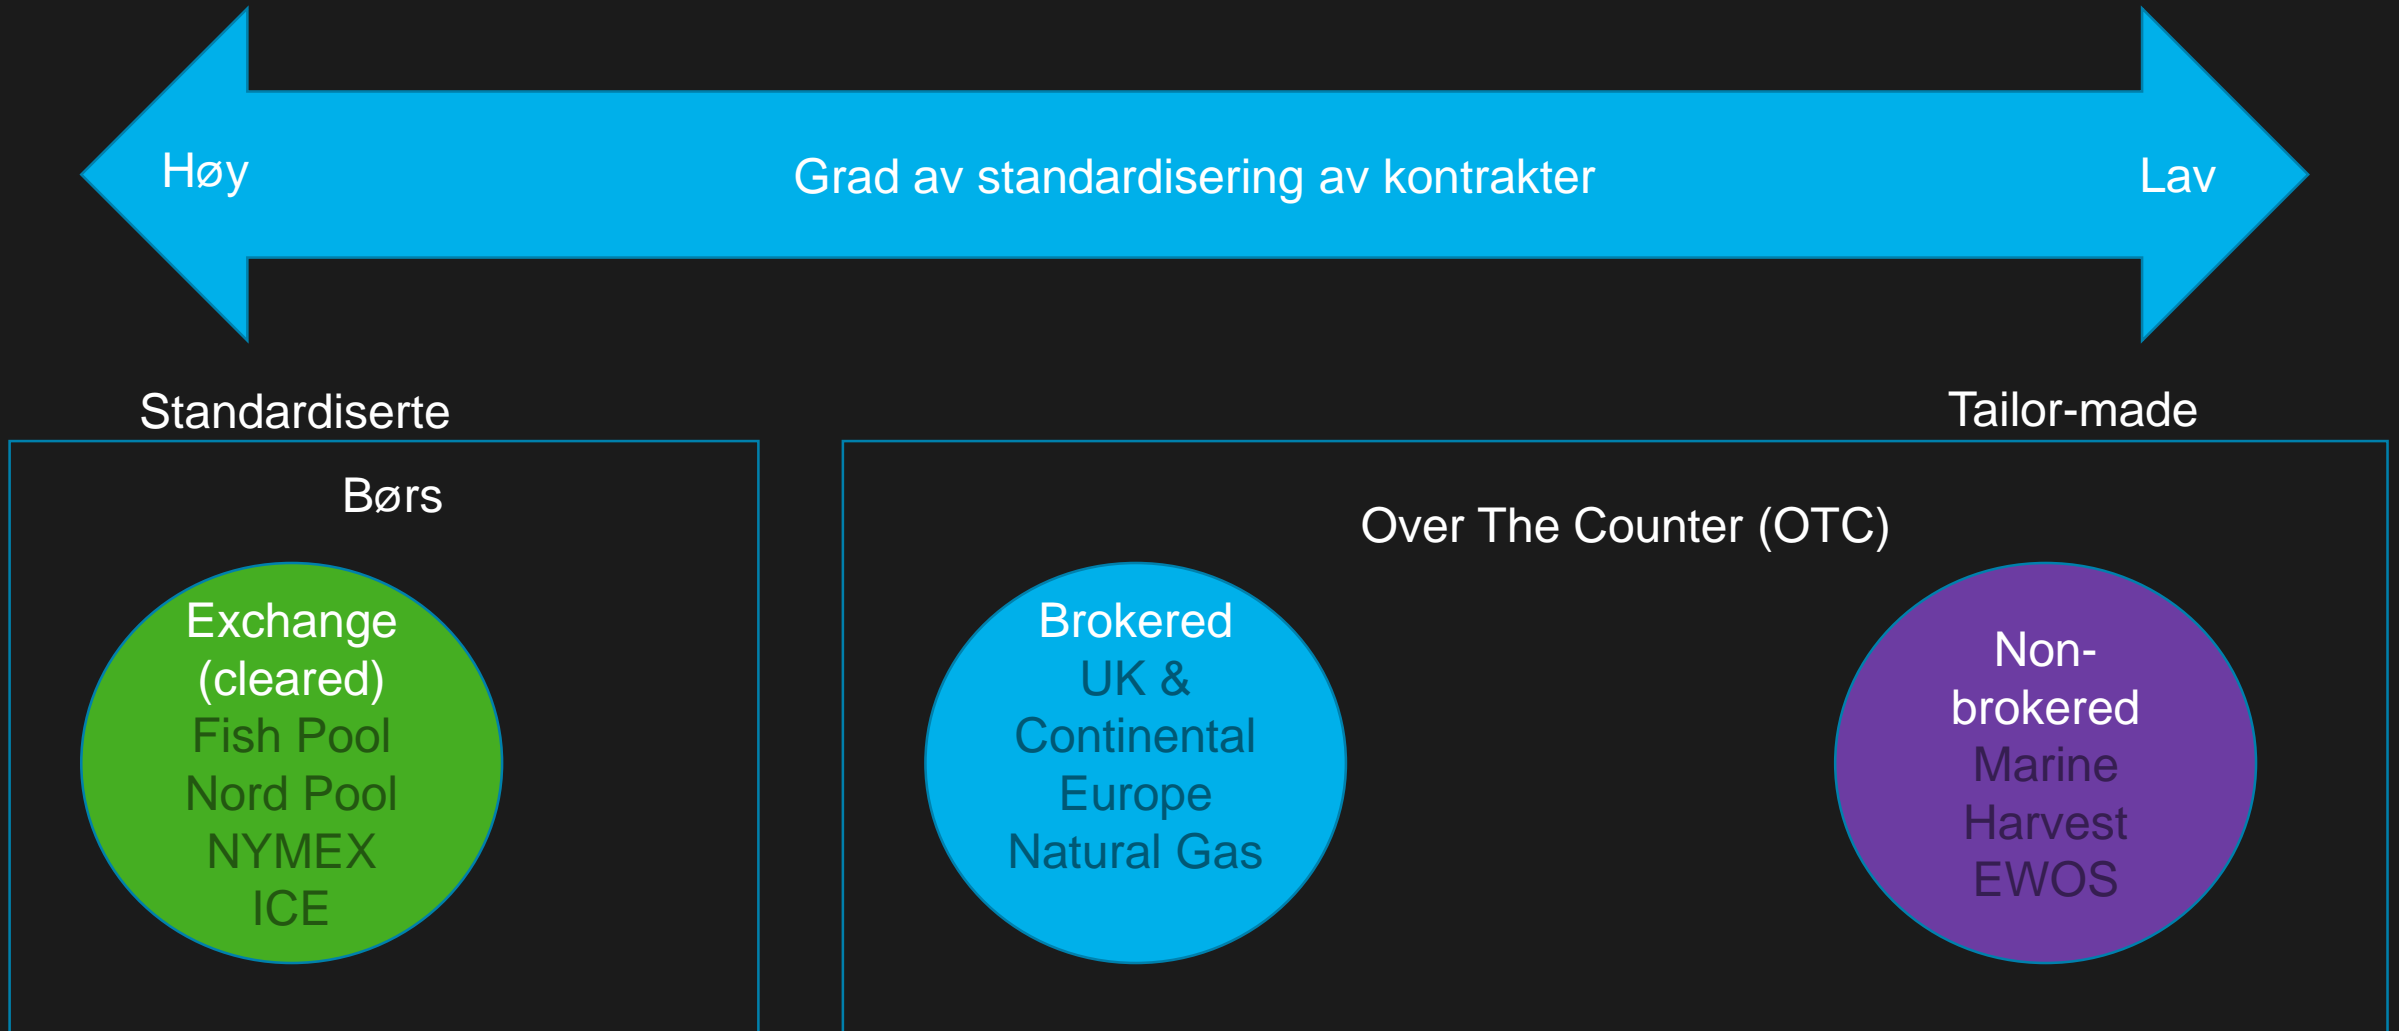 Høy
Grad av standardisering av kontrakter
Lav
Standardiserte
Tailor-made
Børs
Over The Counter (OTC)
Exchange
(cleared)
Fish Pool
Nord Pool
NYMEX
ICE
Brokered
UK &
Continental
Europe
Natural Gas
Non-
brokered
Marine
Harvest
EWOS